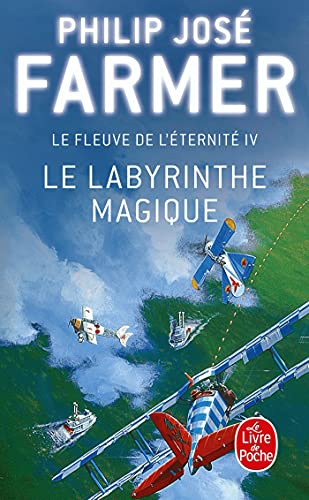 PHILIP JOSÉ
FARMER
LE FLEUVE DE L'ÉTERNITÉ IV
LE LABYRINTHE
MAGIQUE
Le
Livre
de
Poche